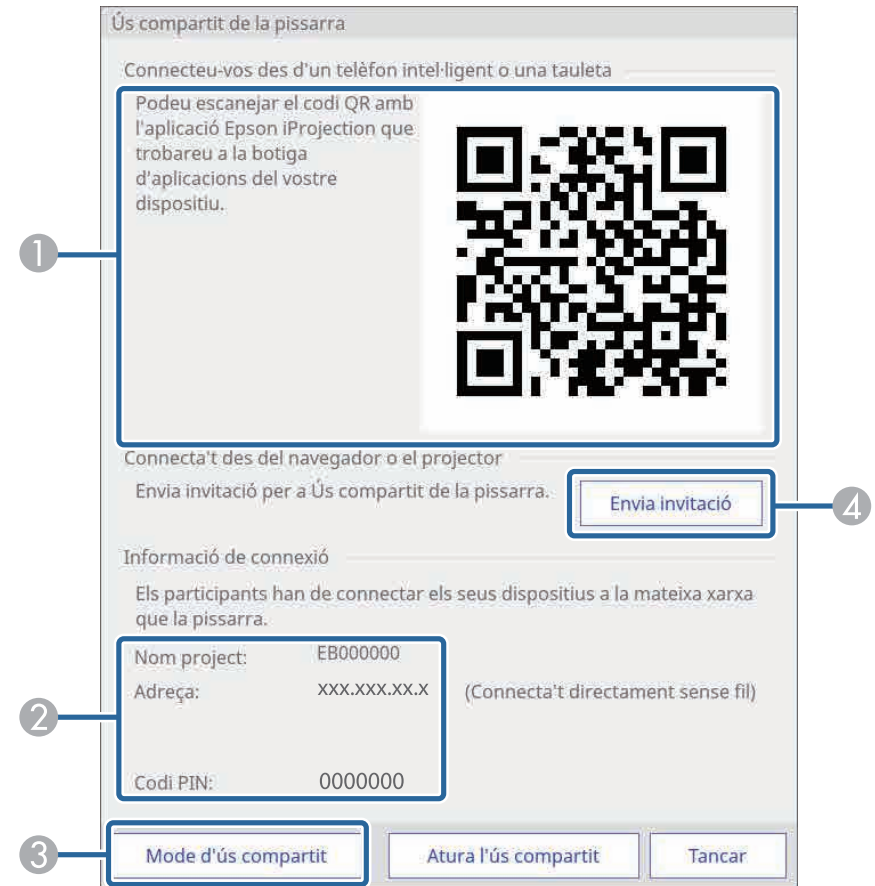 Ús compartit de la pissarra
Connecteu-vos des d'un telèfon intel·ligent o una tauleta
Podeu escanejar el codi QR amb
l'aplicació Epson iProjection que
trobareu a la botiga
d'aplicacions del vostre
dispositiu.
1
Connecta't des del navegador o el projector
Envia invitació per a Ús compartit de la pissarra.
Envia invitació
4
Informació de connexió
Els participants han de connectar els seus dispositius a la mateixa xarxa
que la pissarra.
Nom project: EB000000
Adreça: xxx.xxx.xx.x (Connecta't directament sense fil)
2
Codi PIN: 0000000
3
Mode d'ús compartit Atura l'ús compartit Tancar